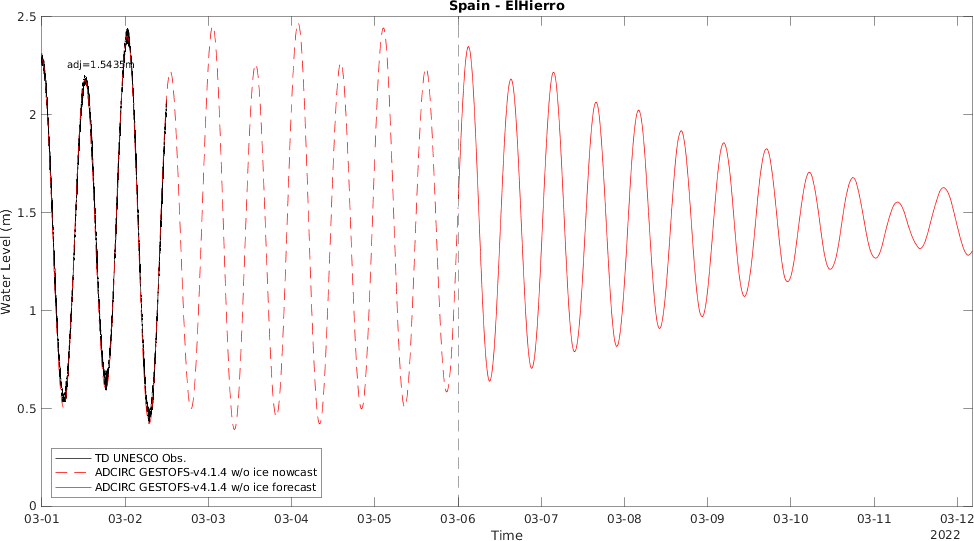 Spain - ElHierro
adj=1.5435m
Water Level (m)
2.5
2
1.5
1
0.5
0
TD UNESCO Obs.
ADCIRC GESTOFS-v4.1.4 w/o ice nowcast
ADCIRC GESTOFS-v4.1.4 w/o ice forecast
03-01 03-02 03-03 03-04 03-05 03-06 03-07 03-08 03-09 03-10 03-11 03-12
Time
2022